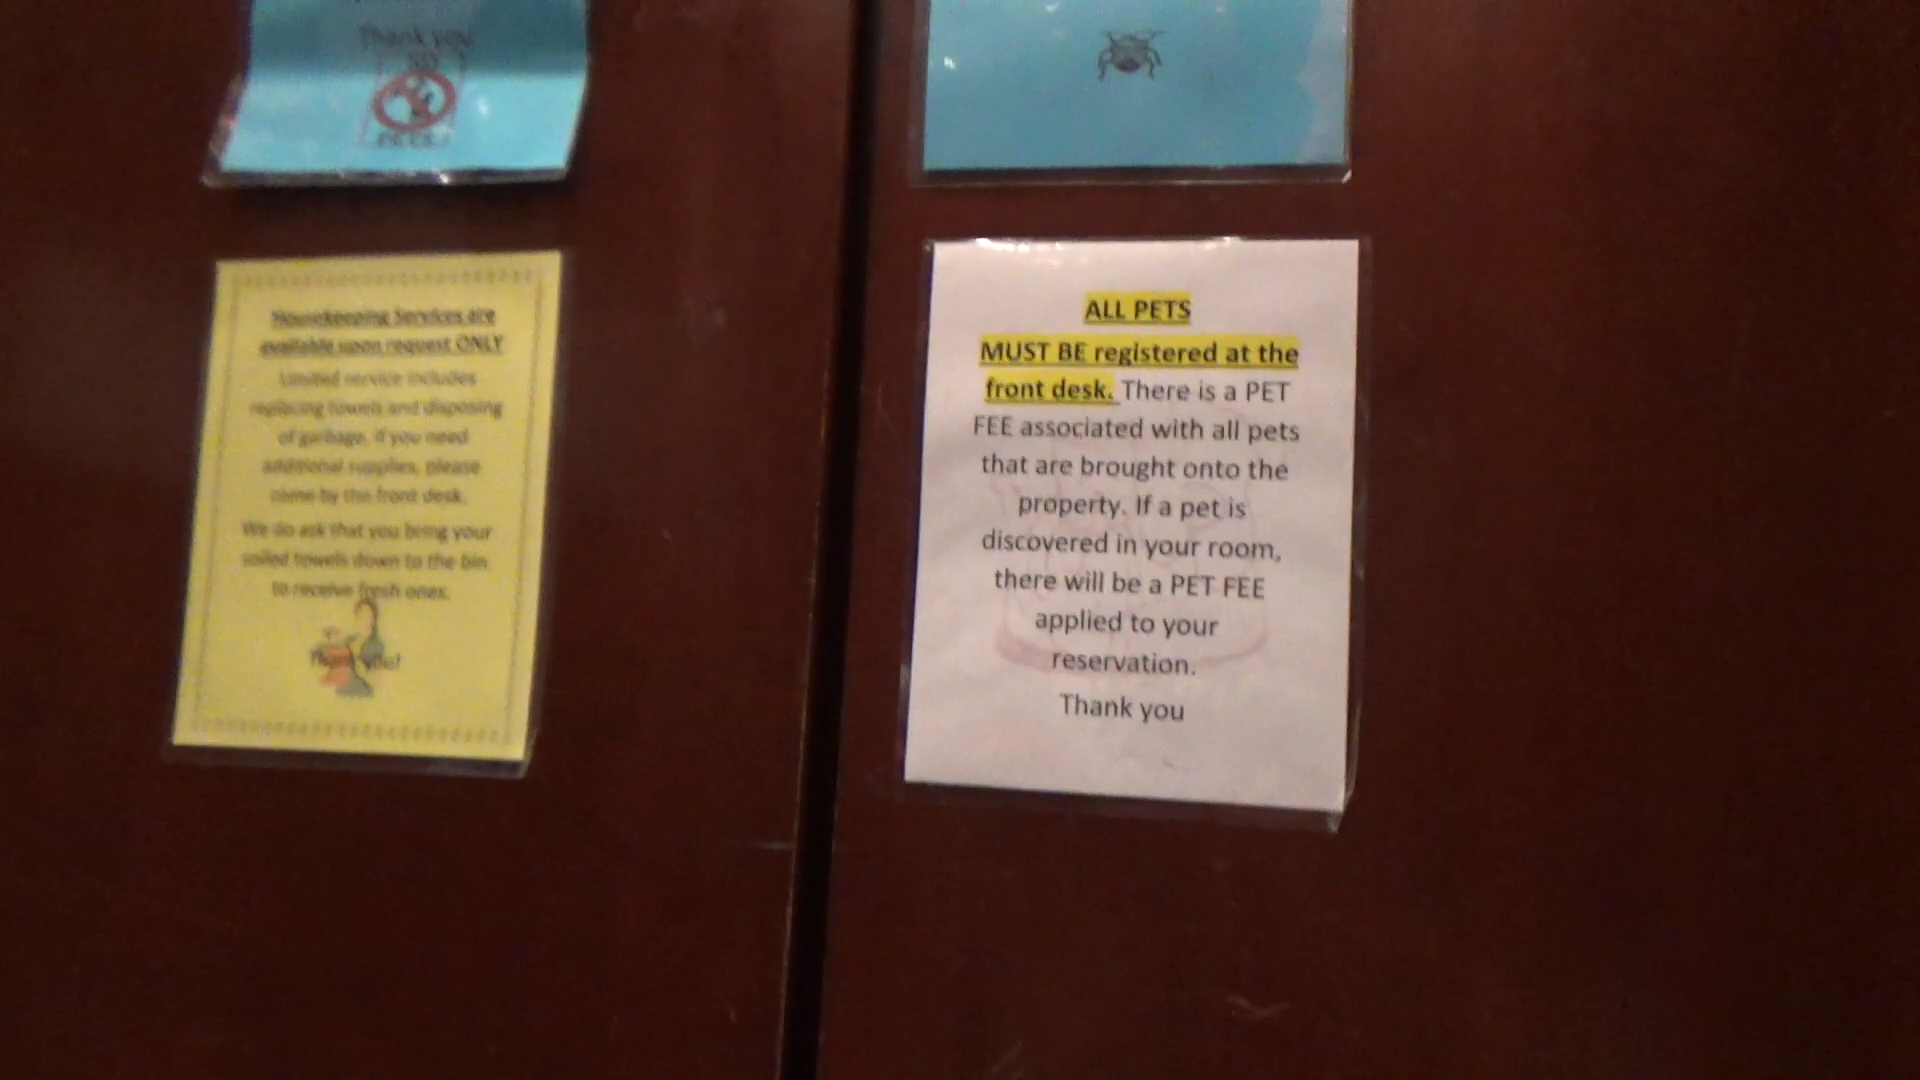 Thank you
NO
Housekeeping Services are
available upon request ONLY
Limited service includes
replacing towels and disposing
of garbage. If you need
additional supplies, please
come by the front desk.
We do ask that you bring your
soiled towels down to the bin
to receive fresh ones.
Thank you!
ALL PETS
MUST BE registered at the
front desk. There is a PET
FEE associated with all pets
that are brought onto the
property. If a pet is
discovered in your room,
there will be a PET FEE
applied to your
reservation.
Thank you